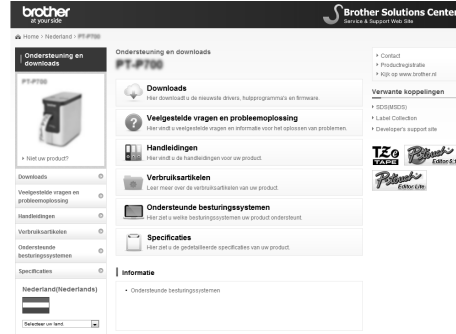 brother
at your side
Brother Solutions Center
Service & Support Web Site
Home > Nederland > PT-P700
Ondersteuning en
downloads
PT-P700
Niet uw product?
Downloads
Veelgestelde vragen en
probleemoplossing
Handleidingen
Verbruiksartikelen
Ondersteunde
besturingssystemen
Specificaties
Nederland(Nederlands)
Selecteer uw land.
Ondersteuning en downloads
PT-P700
Downloads
Hier downloadt u de nieuwste drivers, hulpprogramma's en firmware.
Veelgestelde vragen en probleemoplossing
Hier vindt u veelgestelde vragen en informatie voor het oplossen van problemen.
Handleidingen
Hier vindt u de handleidingen voor uw product.
Verbruiksartikelen
Leer meer over de verbruiksartikelen van uw product.
Ondersteunde besturingssystemen
Hier ziet u welke besturingssystemen uw product ondersteunt.
Specificaties
Hier ziet u de gedetailleerde specificaties van uw product.
Informatie
Ondersteunde besturingssystemen
Contact
Productregistratie
Kijk op www.brother.nl
Verwante koppelingen
SDS(MSDS)
Label Collection
Developer's support site
TZe
TAPE
P-touch
Editor 5.1
P-touch
Editor Lite